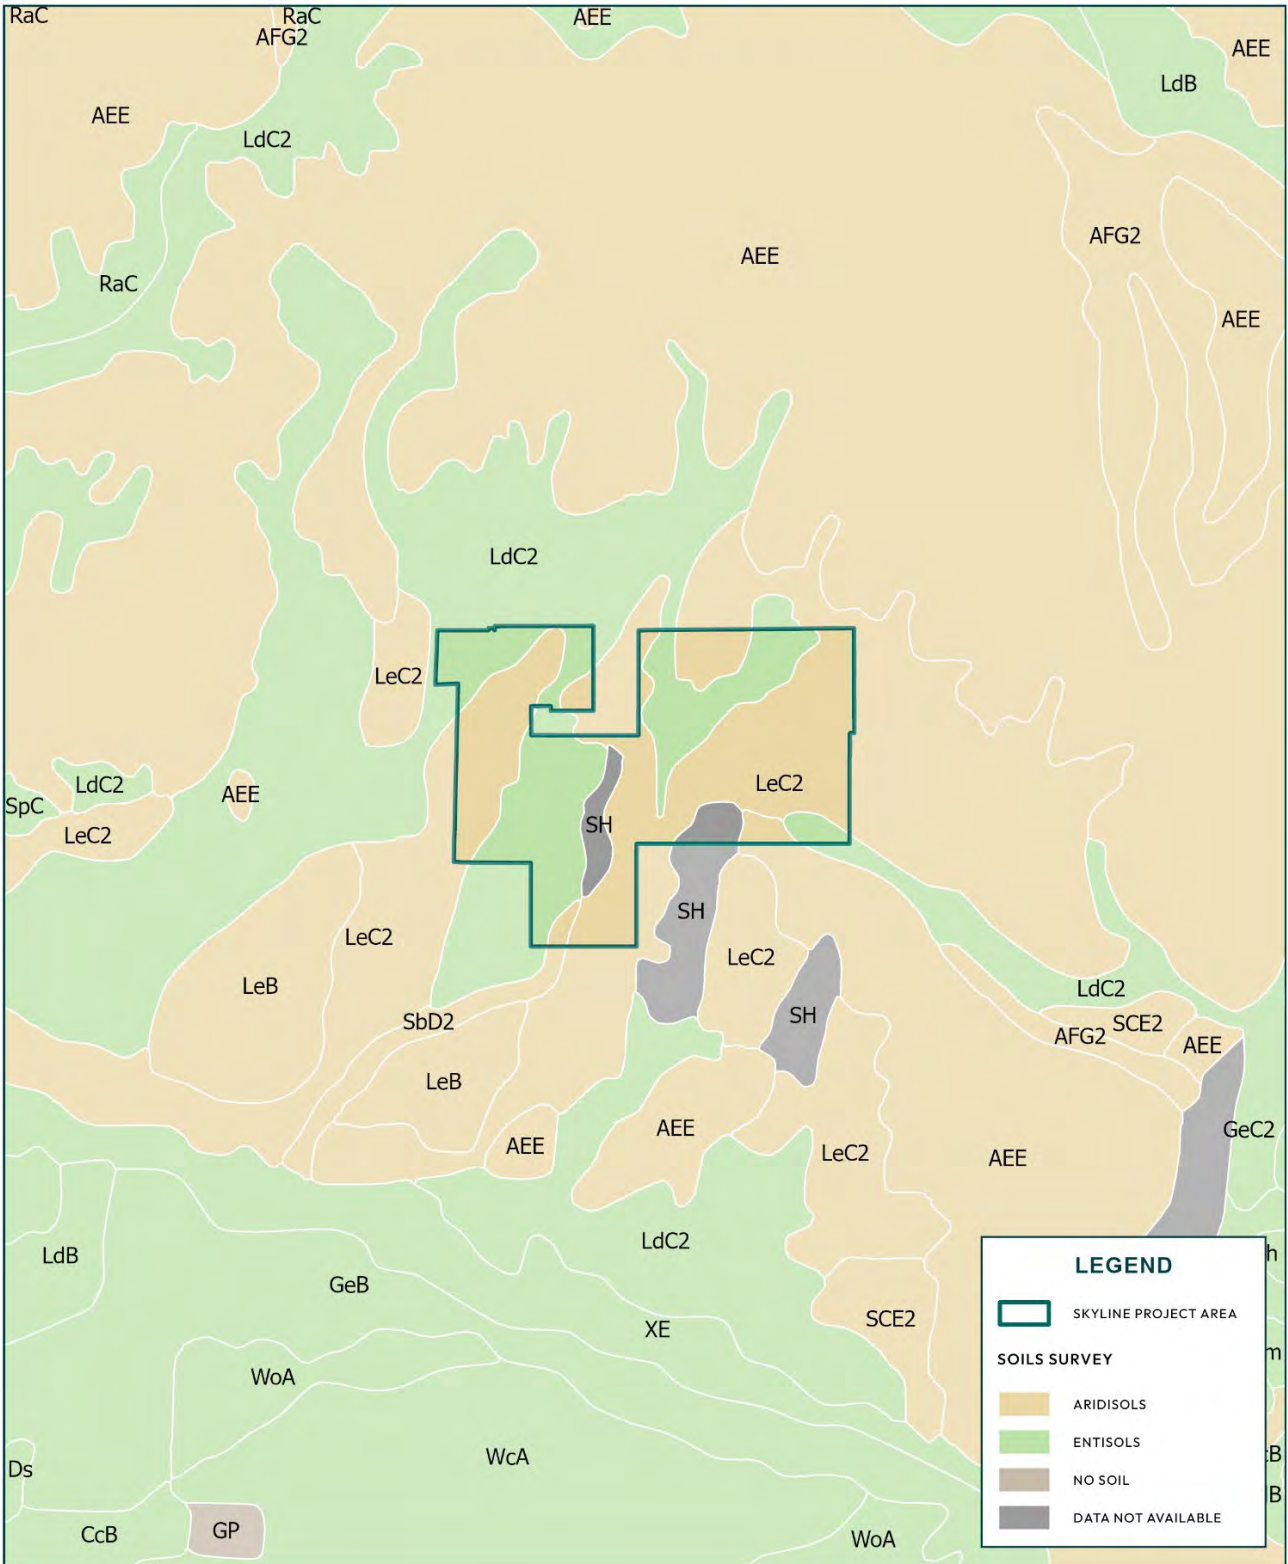 RaC
RaC
AFG2
AEE
AEE
LdB
AEE
LdC2
AFG2
AEE
RaC
AEE
LdC2
LeC2
LdC2
AEE
LeC2
SpC
LeC2
SH
SH
LeC2
LeC2
LeB
LdC2
SH
SbD2
SCE2
AFG2
AEE
LeB
AEE
GeC2
AEE
LeC2
AEE
LdC2
LdB
h
GeB
SCE2
XE
m
WoA
WcA
B
Ds
B
GP
CcB
WoA
LEGEND
SKYLINE PROJECT AREA
SOILS SURVEY
ARIDISOLS
ENTISOLS
NO SOIL
DATA NOT AVAILABLE